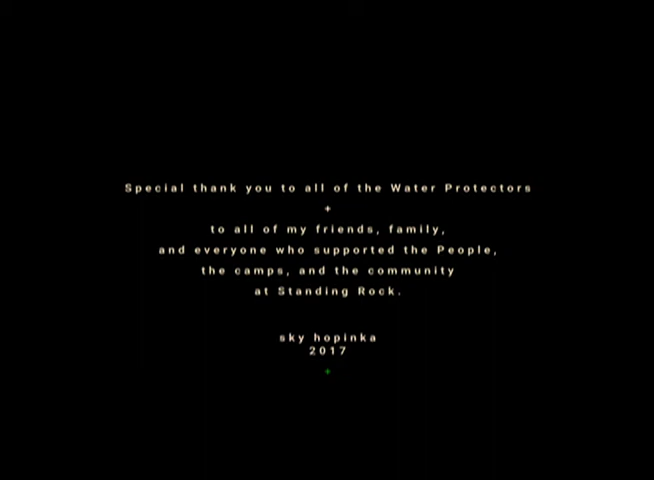 Special thank you to all of the Water Protectors
+
to all of my friends, family,
and everyone who supported the People,
the camps, and the community
at Standing Rock.
sky hopinka
2017
+